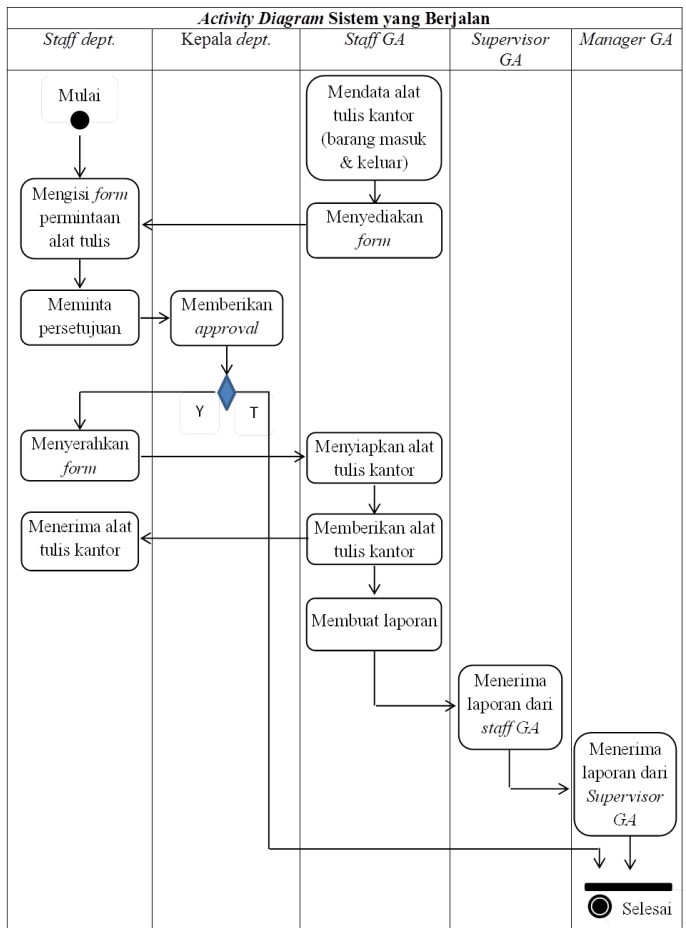 Activity Diagram Sistem yang Berjalan
Staff dept.
Kepala dept.
Staff GA
Supervisor
GA
Manager GA
Mulai
Mendata alat
tulis kantor
(barang masuk
& keluar)
Mengisi form
permintaan
alat tulis
Menyediakan
form
Meminta
persetujuan
Memberikan
approval
Y
T
Menyerahkan
form
Menyiapkan alat
tulis kantor
Menerima alat
tulis kantor
Memberikan alat
tulis kantor
Membuat laporan
Menerima
laporan dari
staff GA
Menerima
laporan dari
Supervisor
GA
Selesai